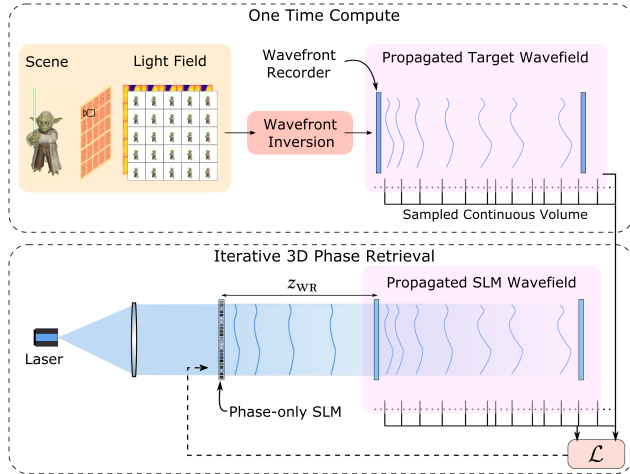 One Time Compute
Scene
Light Field
Wavefront
Recorder
Propagated Target Wavefield
Wavefront
Inversion
Sampled Continuous Volume
Iterative 3D Phase Retrieval
z_WR
Propagated SLM Wavefield
Laser
Phase-only SLM
ℒ